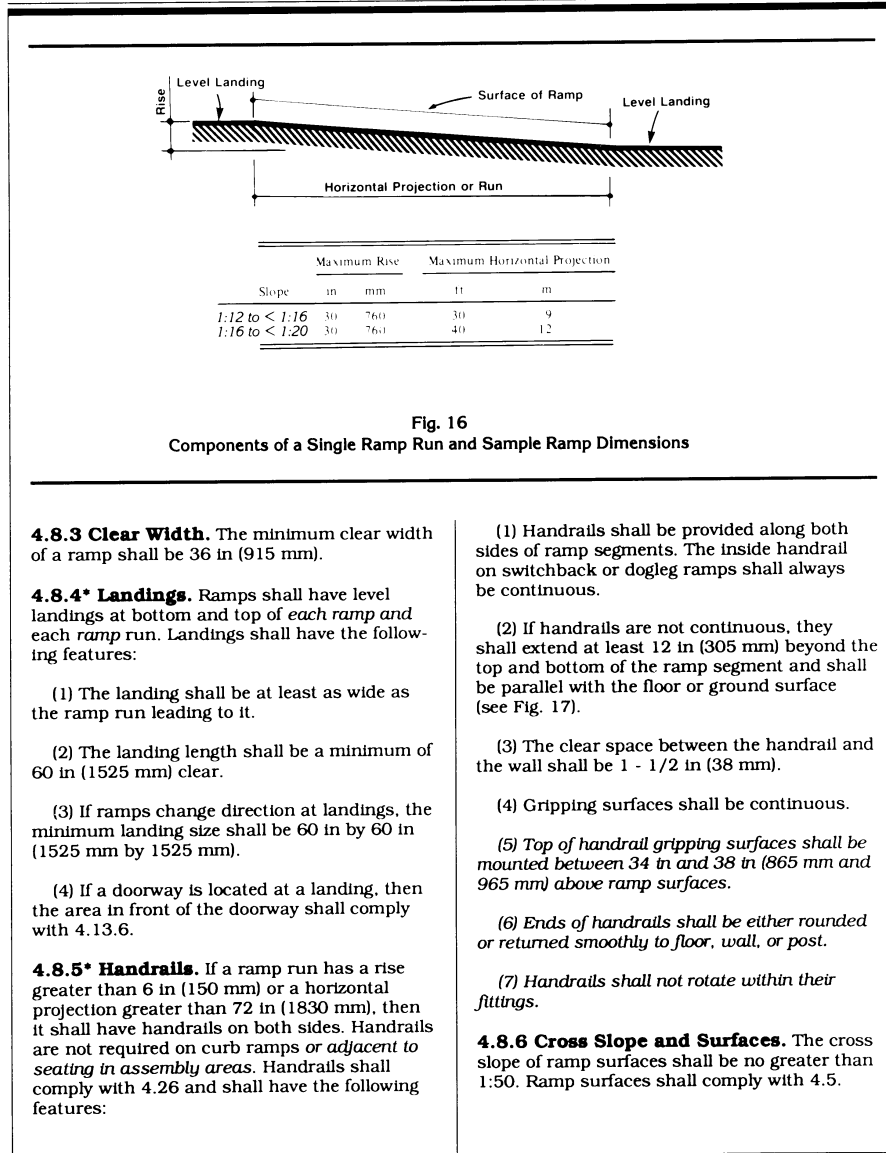 Rise
Level Landing
Surface of Ramp
Level Landing
Horizontal Projection or Run
Maximum Rise Maximum Horizontal Projection
Slope in mm ft m
1:12 to < 1:16 30 760 30 9
1:16 to < 1:20 30 760 40 12
Fig. 16
Components of a Single Ramp Run and Sample Ramp Dimensions
4.8.3 Clear Width. The minimum clear width
of a ramp shall be 36 in (915 mm).
4.8.4* Landings. Ramps shall have level
landings at bottom and top of each ramp and
each ramp run. Landings shall have the follow-
ing features:
(1) The landing shall be at least as wide as
the ramp run leading to it.
(2) The landing length shall be a minimum of
60 in (1525 mm) clear.
(3) If ramps change direction at landings, the
minimum landing size shall be 60 in by 60 in
(1525 mm by 1525 mm).
(4) If a doorway is located at a landing, then
the area in front of the doorway shall comply
with 4.13.6.
4.8.5* Handrails. If a ramp run has a rise
greater than 6 in (150 mm) or a horizontal
projection greater than 72 in (1830 mm), then
it shall have handrails on both sides. Handrails
are not required on curb ramps or adjacent to
seating in assembly areas. Handrails shall
comply with 4.26 and shall have the following
features:
(1) Handrails shall be provided along both
sides of ramp segments. The inside handrail
on switchback or dogleg ramps shall always
be continuous.
(2) If handrails are not continuous, they
shall extend at least 12 in (305 mm) beyond the
top and bottom of the ramp segment and shall
be parallel with the floor or ground surface
(see Fig. 17).
(3) The clear space between the handrail and
the wall shall be 1 - 1/2 in (38 mm).
(4) Gripping surfaces shall be continuous.
(5) Top of handrail gripping surfaces shall be
mounted between 34 in and 38 in (865 mm and
965 mm) above ramp surfaces.
(6) Ends of handrails shall be either rounded
or returned smoothly to floor, wall, or post.
(7) Handrails shall not rotate within their
fittings.
4.8.6 Cross Slope and Surfaces. The cross
slope of ramp surfaces shall be no greater than
1:50. Ramp surfaces shall comply with 4.5.